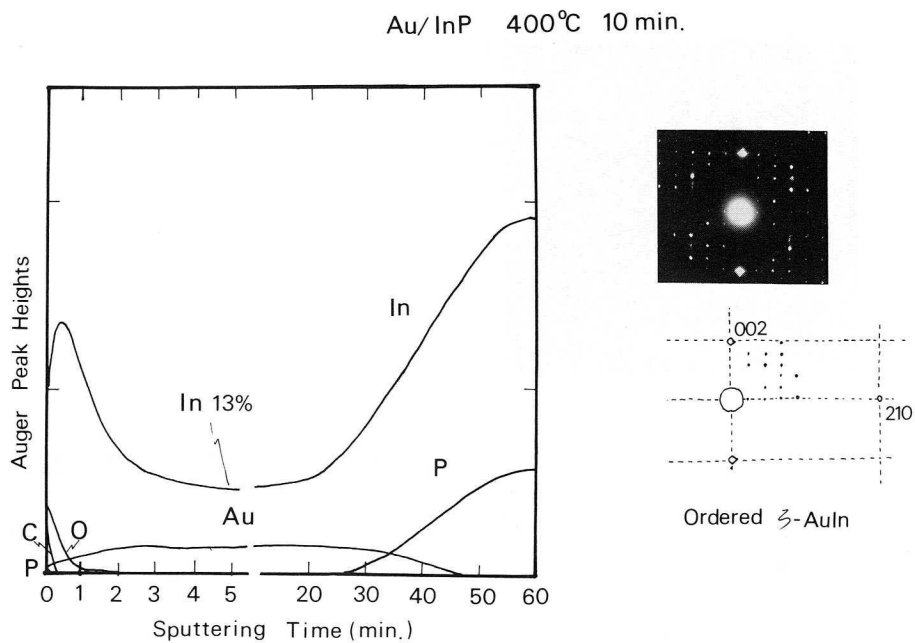 Au/InP 400°C 10 min.
Auger Peak Heights
In
In 13%
P
Au
C
O
P
0 1 2 3 4 5 20 30 40 50 60
Sputtering Time (min.)
002
210
Ordered ζ-AuIn